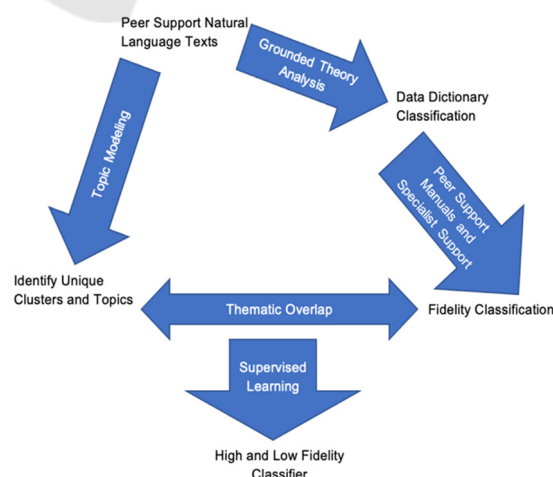 Peer Support Natural
Language Texts
Grounded Theory
Analysis
Data Dictionary
Classification
Topic Modeling
Peer Support
Manuals and
Specialist Support
Identify Unique
Clusters and Topics
Thematic Overlap
Fidelity Classification
Supervised
Learning
High and Low Fidelity
Classifier